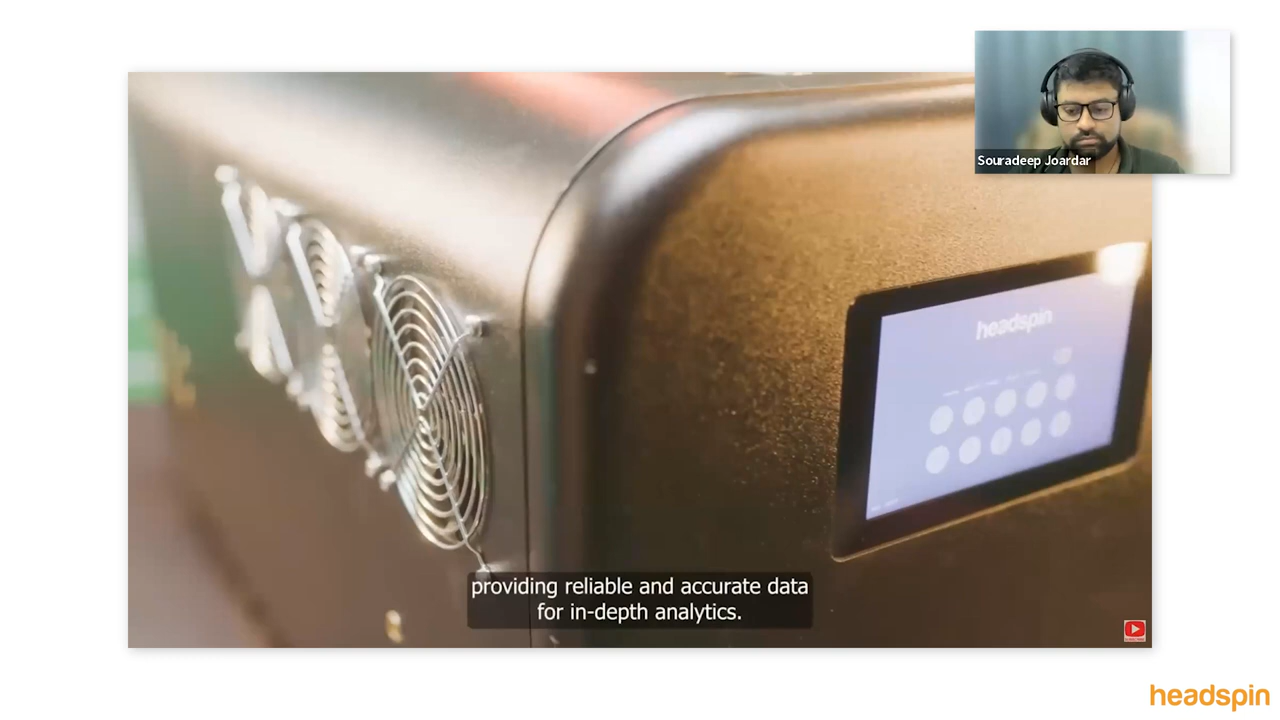 Souradeep Joardar
headspin
providing reliable and accurate data
for in-depth analytics.
headspin